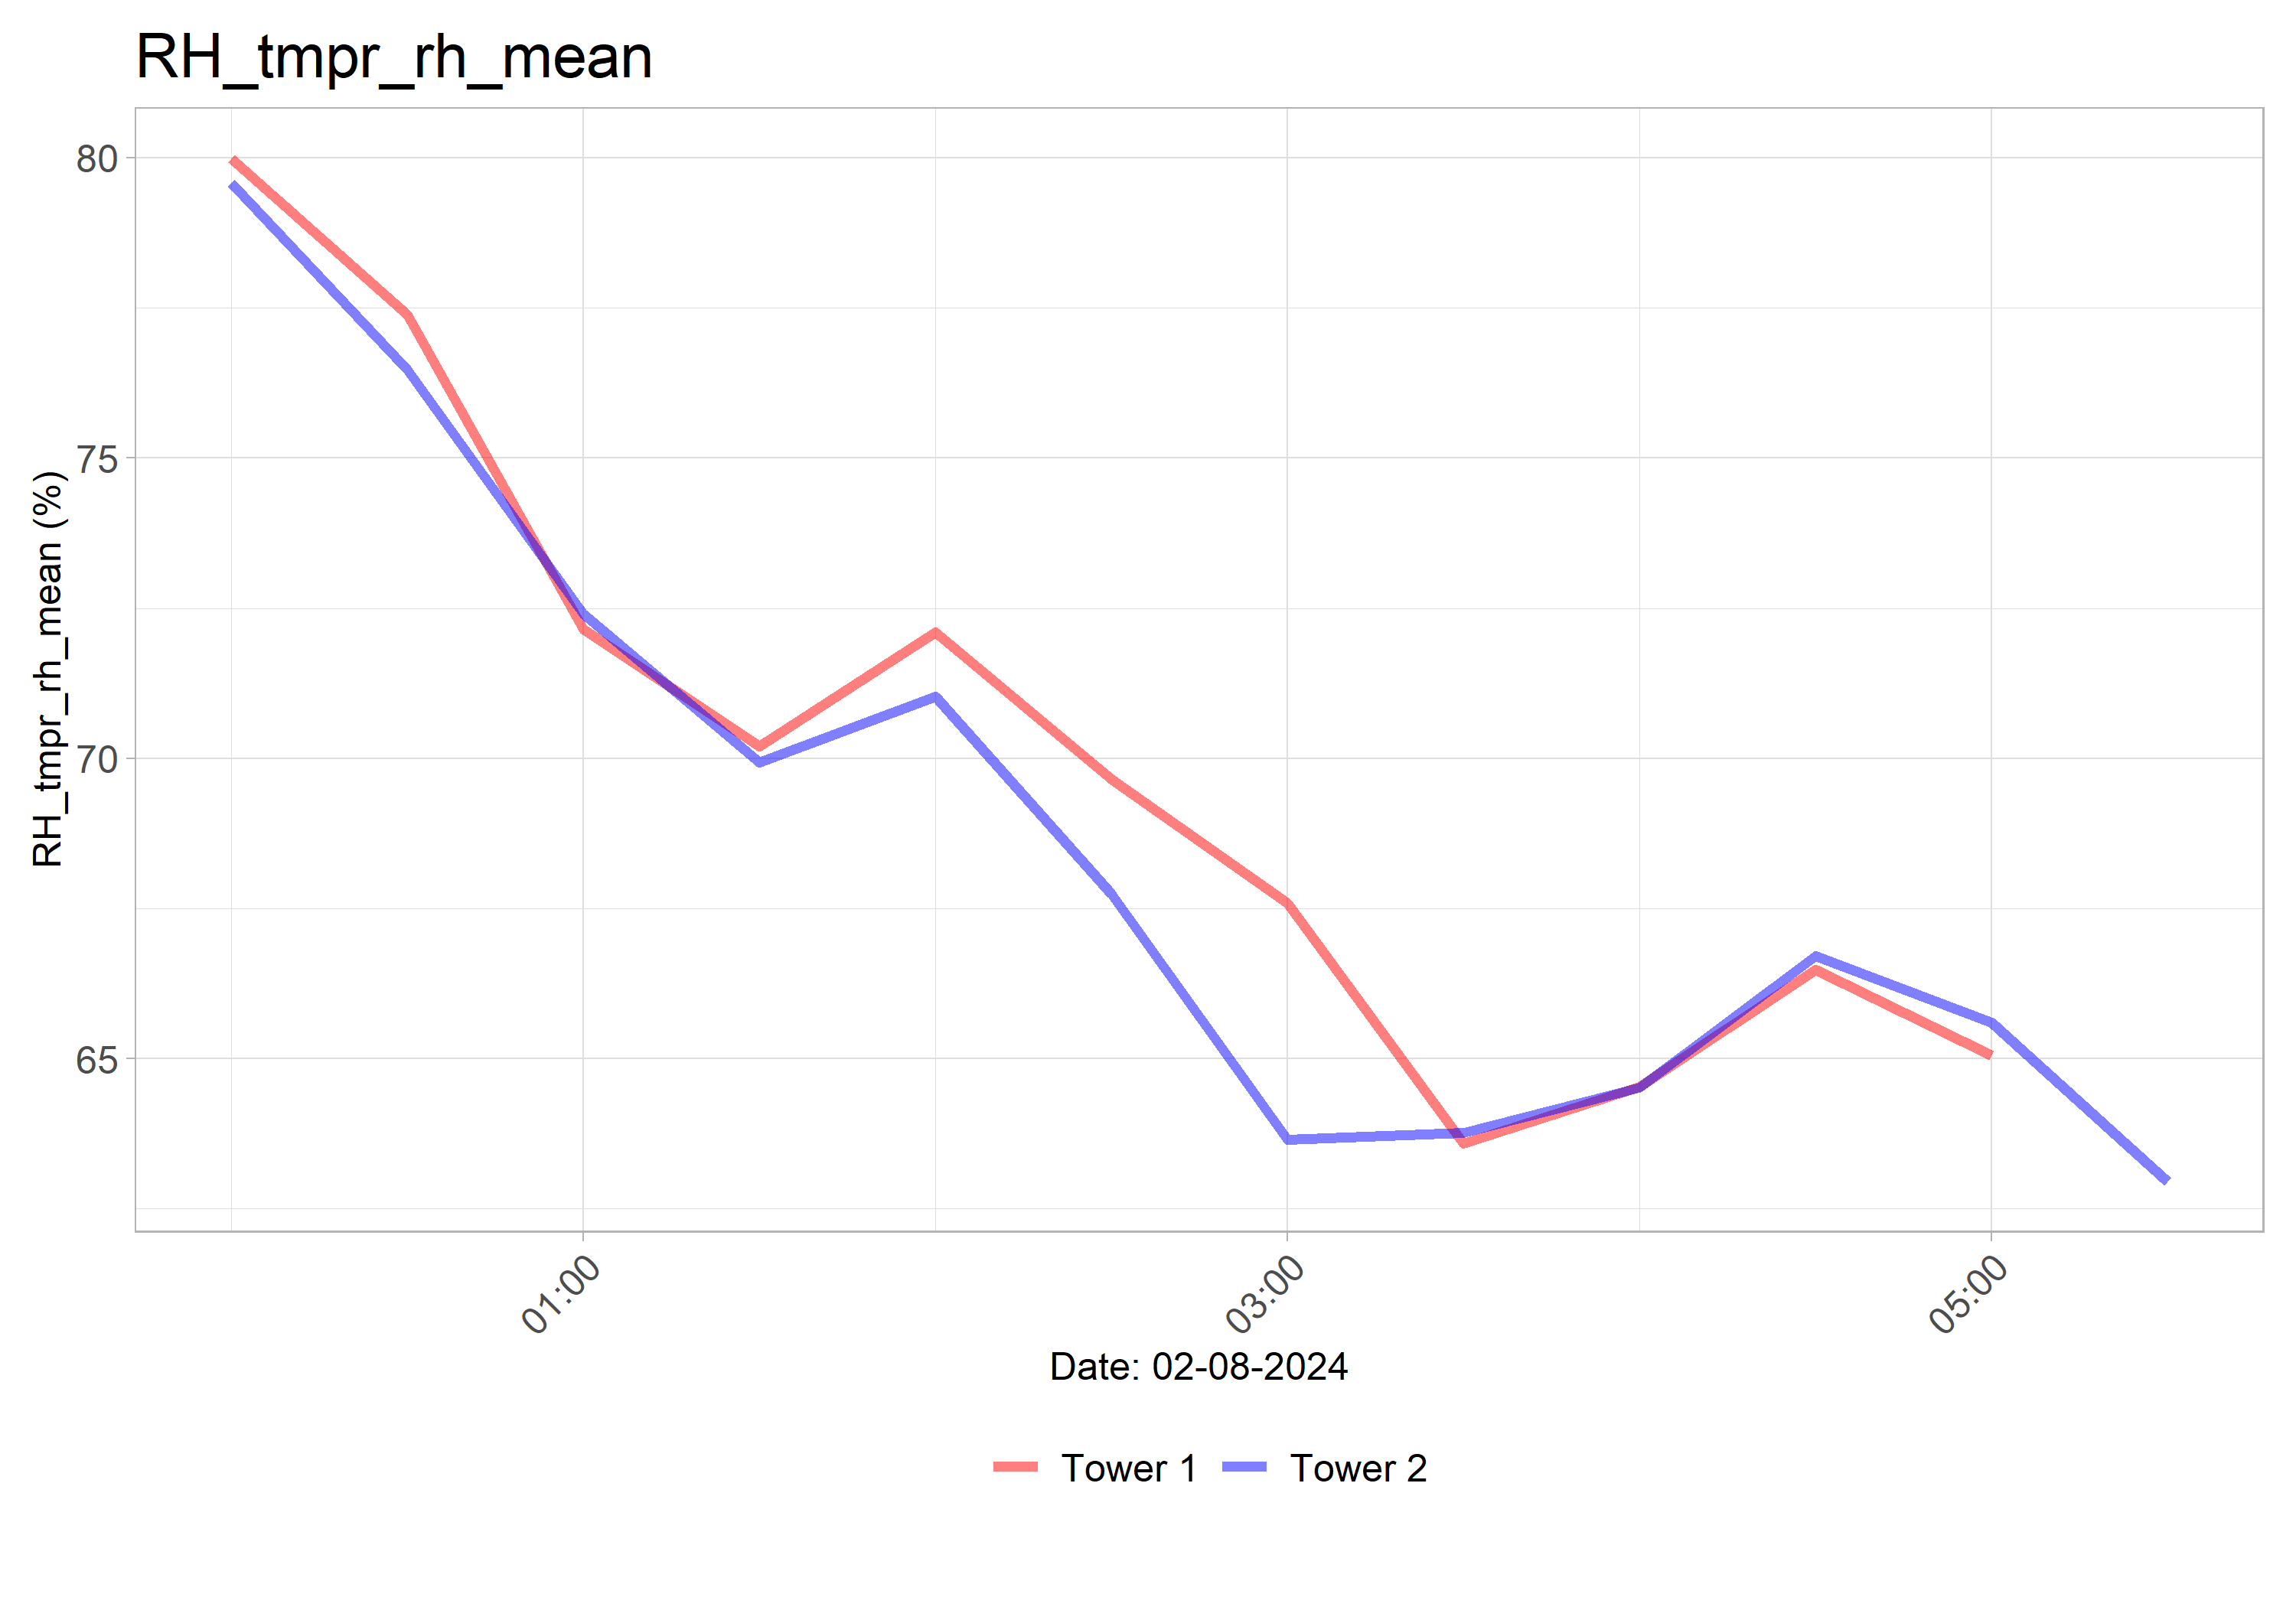 RH_tmpr_rh_mean
RH_tmpr_rh_mean (%)
80
75
70
65
01:00
03:00
05:00
Date: 02-08-2024
Tower 1
Tower 2